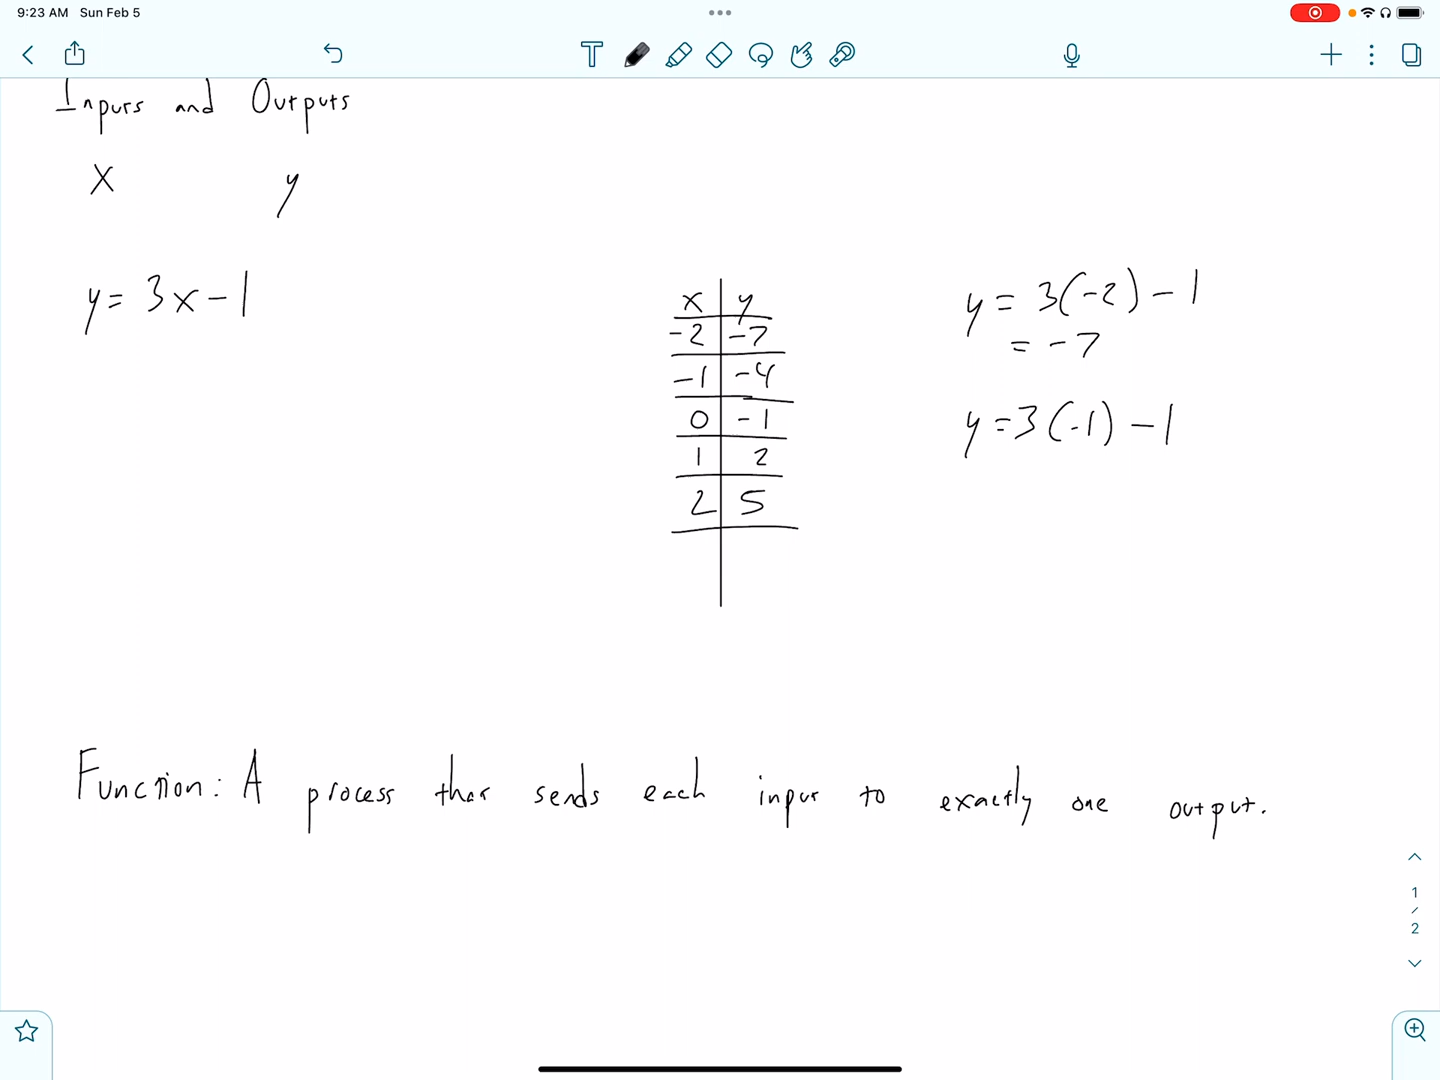 9:23 AM Sun Feb 5
Inputs and Outputs
x y
y = 3x - 1
x y
-2 -7
-1 -4
0 -1
1 2
2 5
y = 3(-2) - 1
= -7
y = 3(-1) - 1
Function: A process that sends each input to exactly one output.
1
/
2